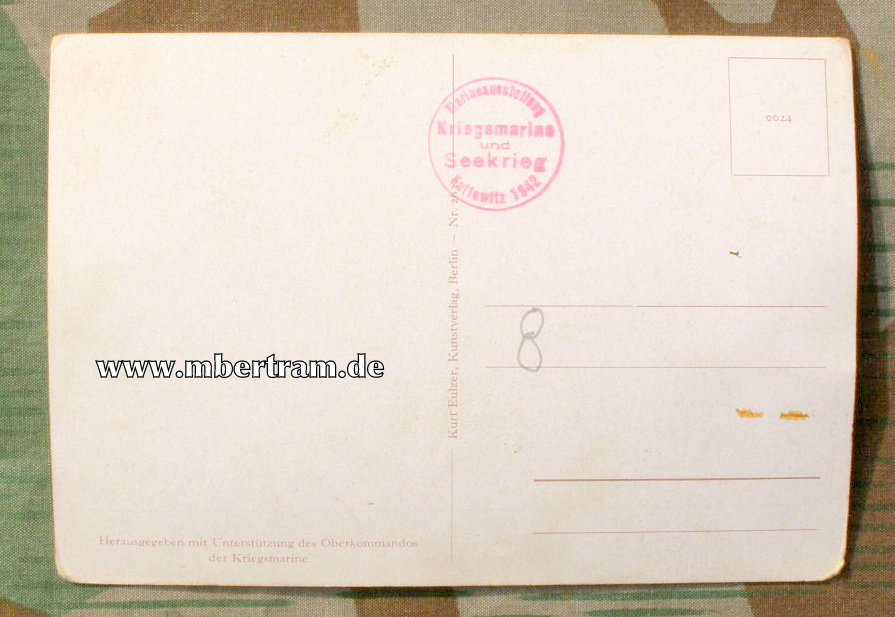 Kriegsmarine
und
Seekrieg
Kattowitz 1942
0024
Kurt Eulzer, Kunstverlag, Berlin — Nr.
8
www.mbertram.de
Herausgegeben mit Unterstützung des Oberkommandos
der Kriegsmarine